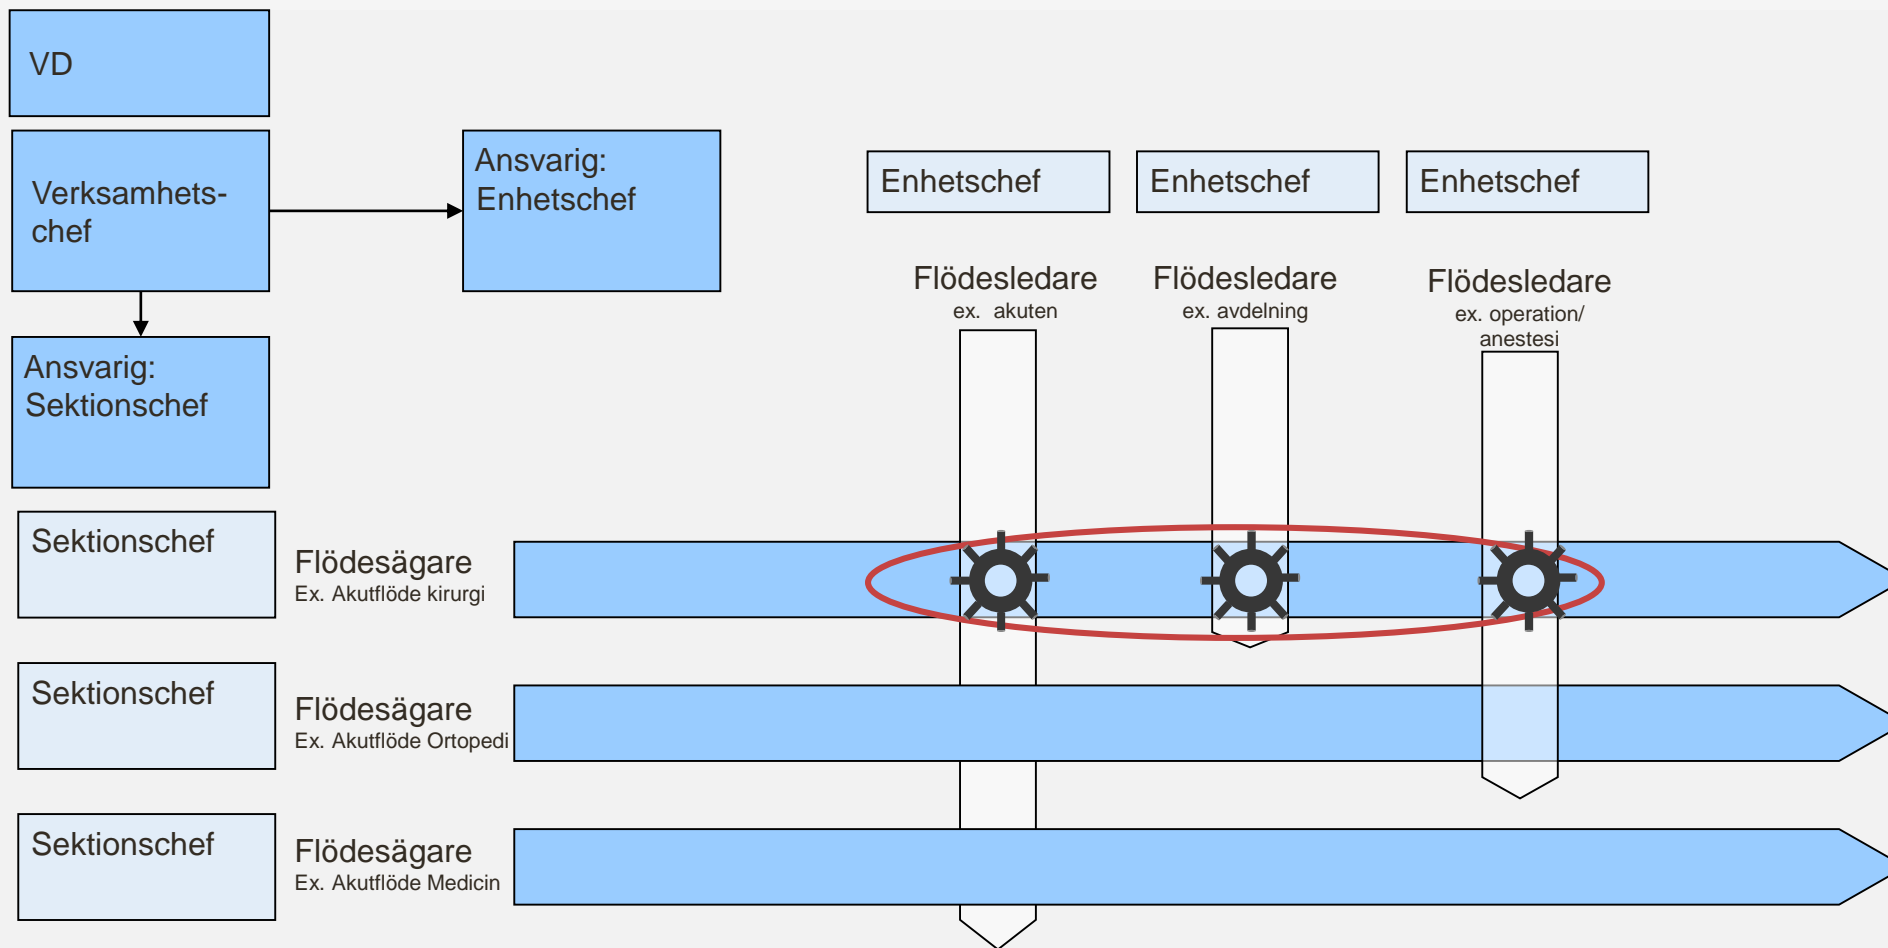 VD
Verksamhets-
chef
Ansvarig:
Enhetschef
Enhetschef
Enhetschef
Enhetschef
Flödesledare
ex. akuten
Flödesledare
ex. avdelning
Flödesledare
ex. operation/
anestesi
Ansvarig:
Sektionschef
Sektionschef
Flödesägare
Ex. Akutflöde kirurgi
Sektionschef
Flödesägare
Ex. Akutflöde Ortopedi
Sektionschef
Flödesägare
Ex. Akutflöde Medicin